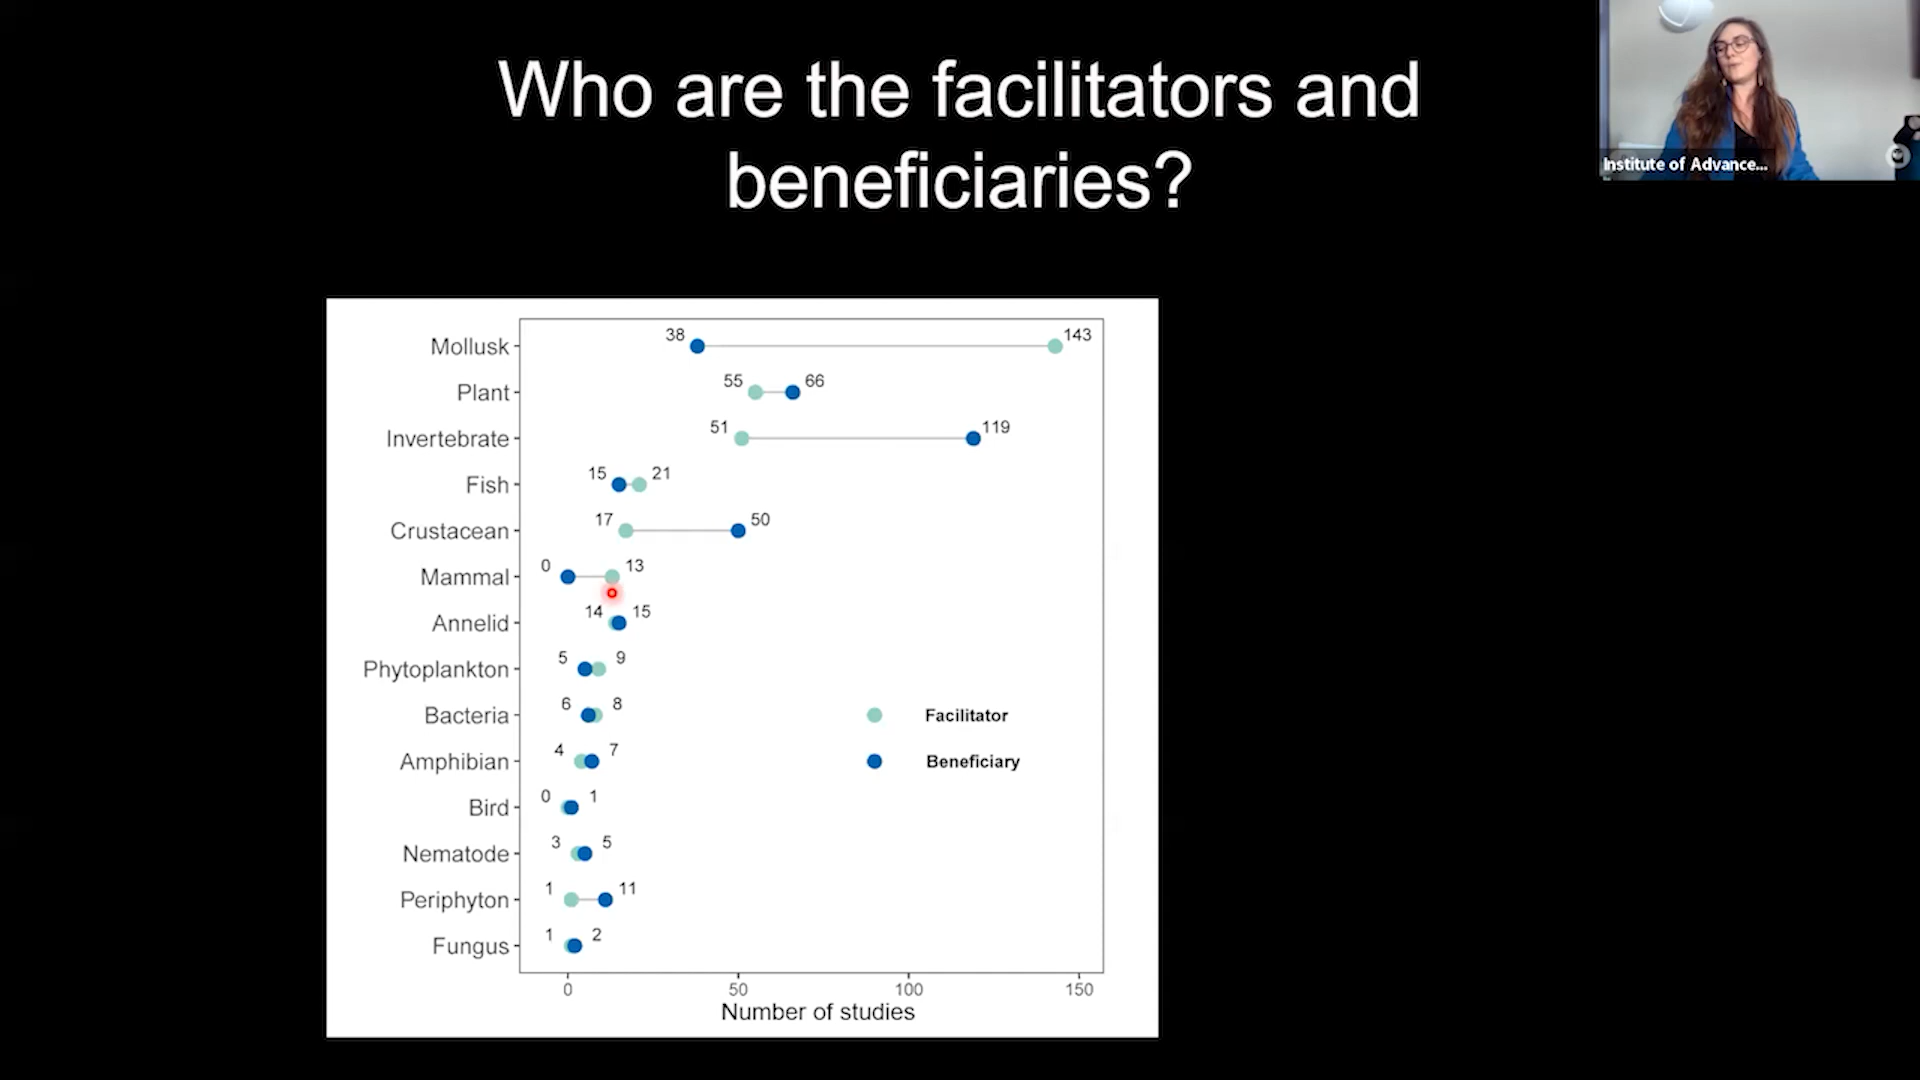 Who are the facilitators and
beneficiaries?
Institute of Advance...
Mollusk 38 143
Plant 55 66
Invertebrate 51 119
Fish 15 21
Crustacean 17 50
Mammal 0 13
Annelid 14 15
Phytoplankton 5 9
Bacteria 6 8
Facilitator
Amphibian 4 7
Beneficiary
Bird 0 1
Nematode 3 5
Periphyton 1 11
Fungus 1 2
0 50 100 150
Number of studies